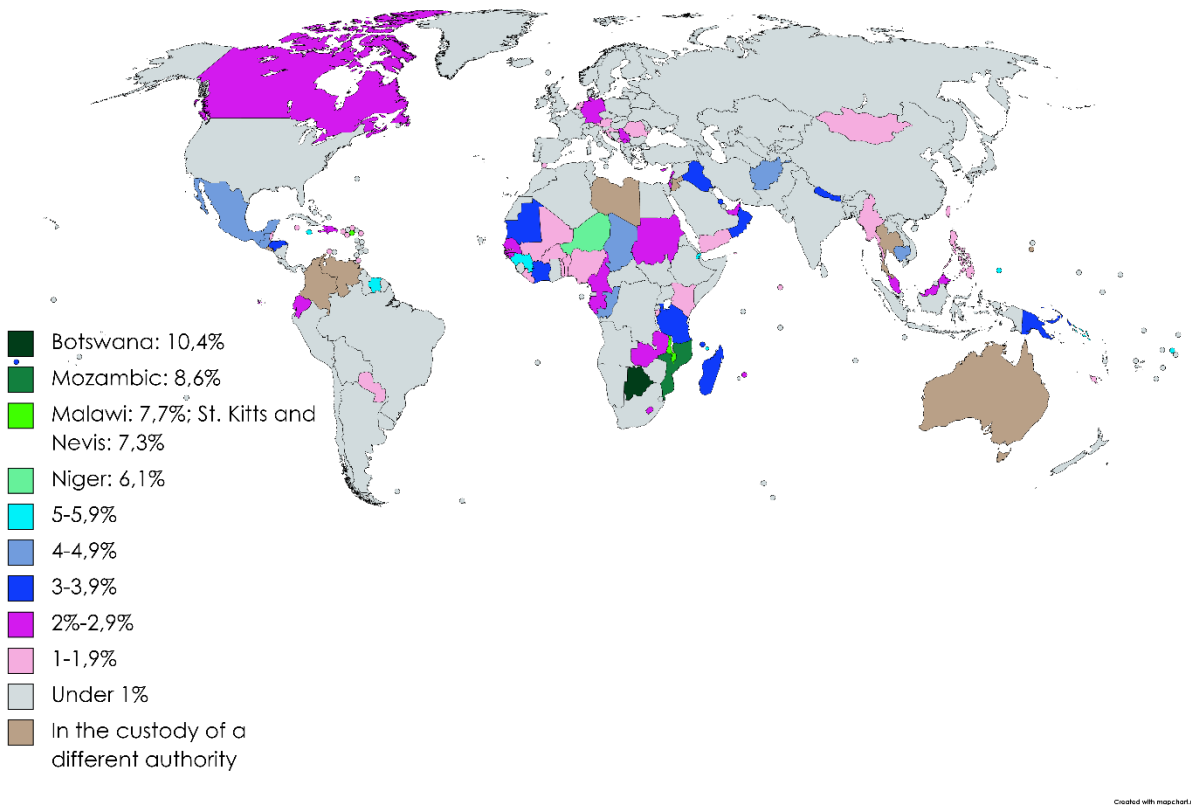 Botswana: 10,4%
Mozambic: 8,6%
Malawi: 7,7%; St. Kitts and
Nevis: 7,3%
Niger: 6,1%
5-5,9%
4-4,9%
3-3,9%
2%-2,9%
1-1,9%
Under 1%
In the custody of a
different authority
Created with